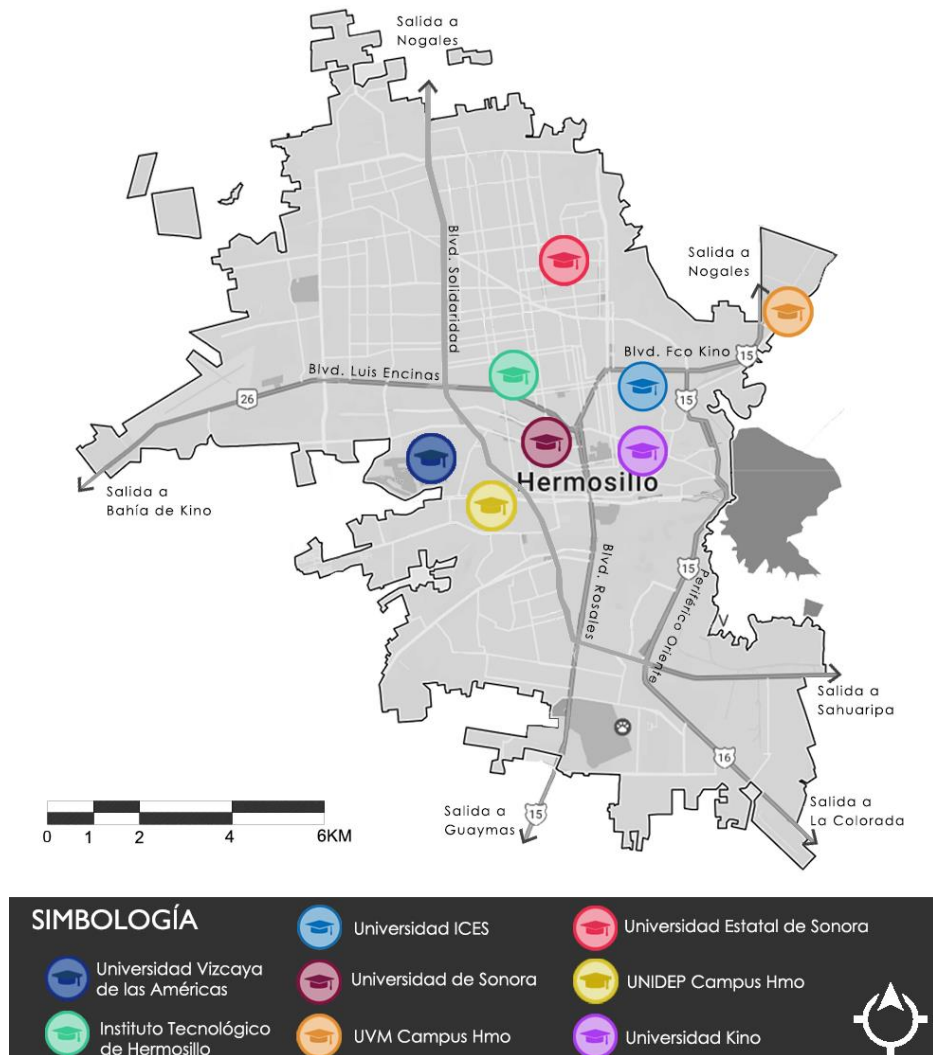 Salida a
Nogales
Blvd. Solidaridad
Salida a
Nogales
Blvd. Fco Kino
15
Blvd. Luis Encinas
26
15
Salida a
Bahía de Kino
Hermosillo
Blvd. Rosales
15
Periférico Oriente
Salida a
Sahuaripa
16
Salida a
La Colorada
Salida a
Guaymas
15
0 1 2 4 6KM
SIMBOLOGÍA
Universidad Vizcaya
de las Américas
Instituto Tecnológico
de Hermosillo
Universidad ICES
Universidad de Sonora
UVM Campus Hmo
Universidad Estatal de Sonora
UNIDEP Campus Hmo
Universidad Kino